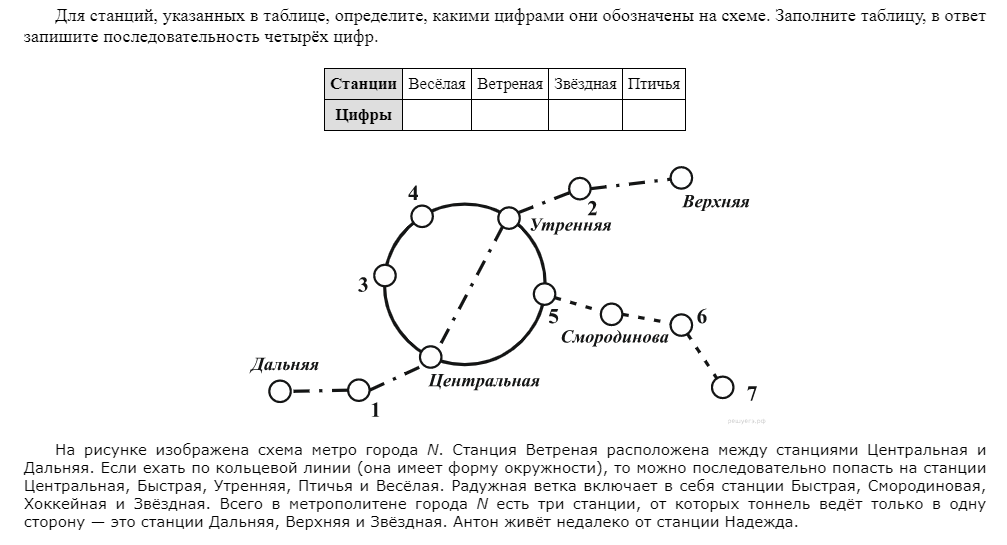 Для станций, указанных в таблице, определите, какими цифрами они обозначены на схеме. Заполните таблицу, в ответ
запишите последовательность четырёх цифр.
Станции Весёлая Ветреная Звёздная Птичья
Цифры
4
2
Верхняя
Утренняя
3
5
6
Смородинова
Дальняя
Центральная
7
1
решуегэ.рф
На рисунке изображена схема метро города N. Станция Ветреная расположена между станциями Центральная и
Дальняя. Если ехать по кольцевой линии (она имеет форму окружности), то можно последовательно попасть на станции
Центральная, Быстрая, Утренняя, Птичья и Весёлая. Радужная ветка включает в себя станции Быстрая, Смородиновая,
Хоккейная и Звёздная. Всего в метрополитене города N есть три станции, от которых тоннель ведёт только в одну
сторону — это станции Дальняя, Верхняя и Звёздная. Антон живёт недалеко от станции Надежда.